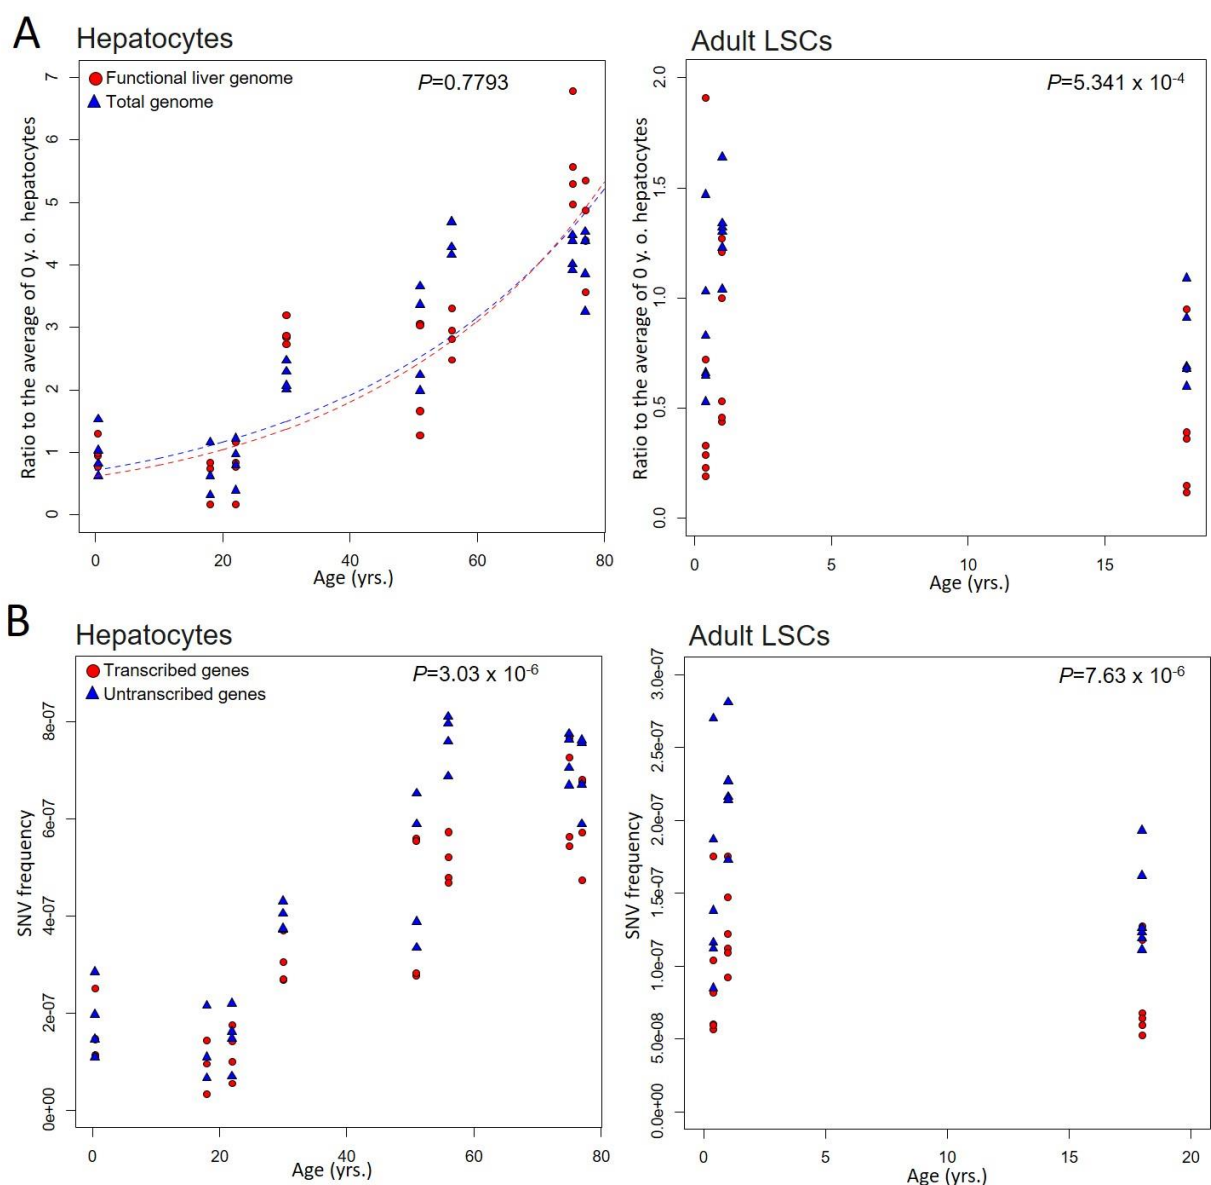 A
Hepatocytes
Functional liver genome
Total genome
P=0.7793
Ratio to the average of 0 y. o. hepatocytes
7
6
5
4
3
2
1
0
0 20 40 60 80
Age (yrs.)
Adult LSCs
P=5.341 x 10-4
Ratio to the average of 0 y. o. hepatocytes
2.0
1.5
1.0
0.5
0.0
0 5 10 15
Age (yrs.)
B
Hepatocytes
Transcribed genes
Untranscribed genes
P=3.03 x 10-6
SNV frequency
8e-07
6e-07
4e-07
2e-07
0e+00
0 20 40 60 80
Age (yrs.)
Adult LSCs
P=7.63 x 10-6
SNV frequency
3.0e-07
2.5e-07
2.0e-07
1.5e-07
1.0e-07
5.0e-08
0.0e+00
0 5 10 15 20
Age (yrs.)